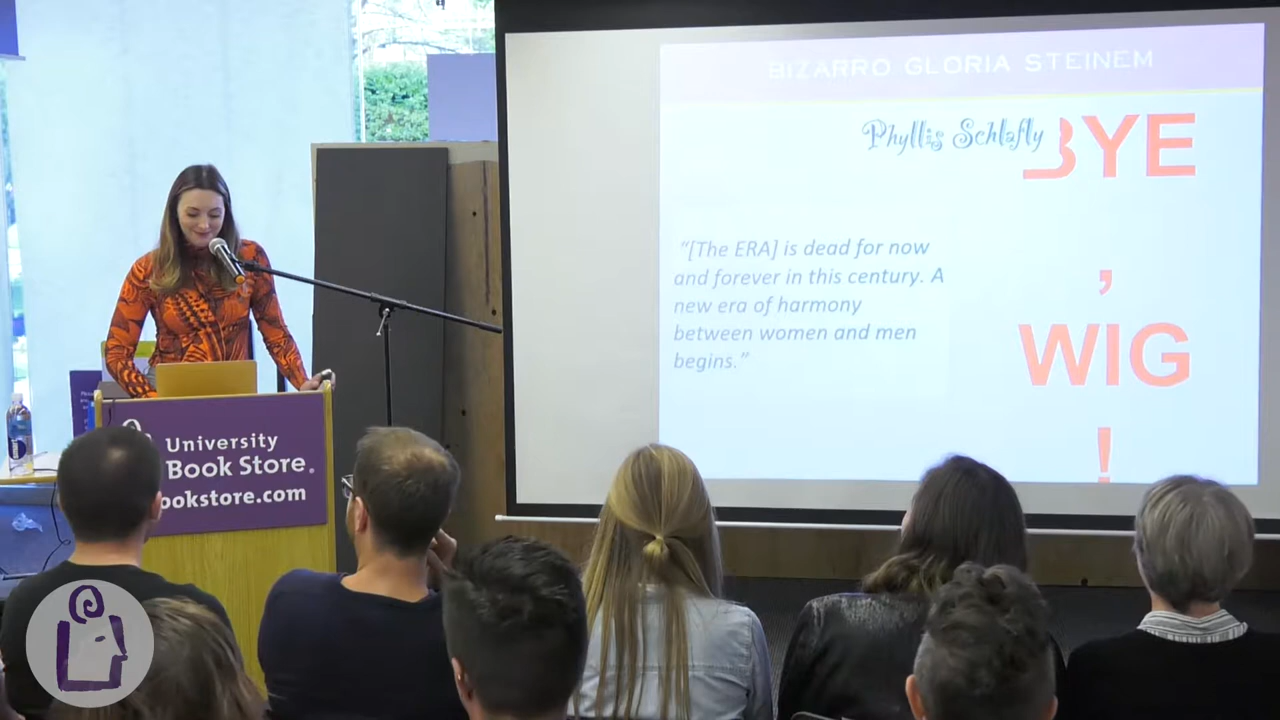 BIZARRO GLORIA STEINEM
Phyllis Schlafly
BYE
,
WIG
!
"[The ERA] is dead for now
and forever in this century. A
new era of harmony
between women and men
begins."
University
Book Store
ookstore.com